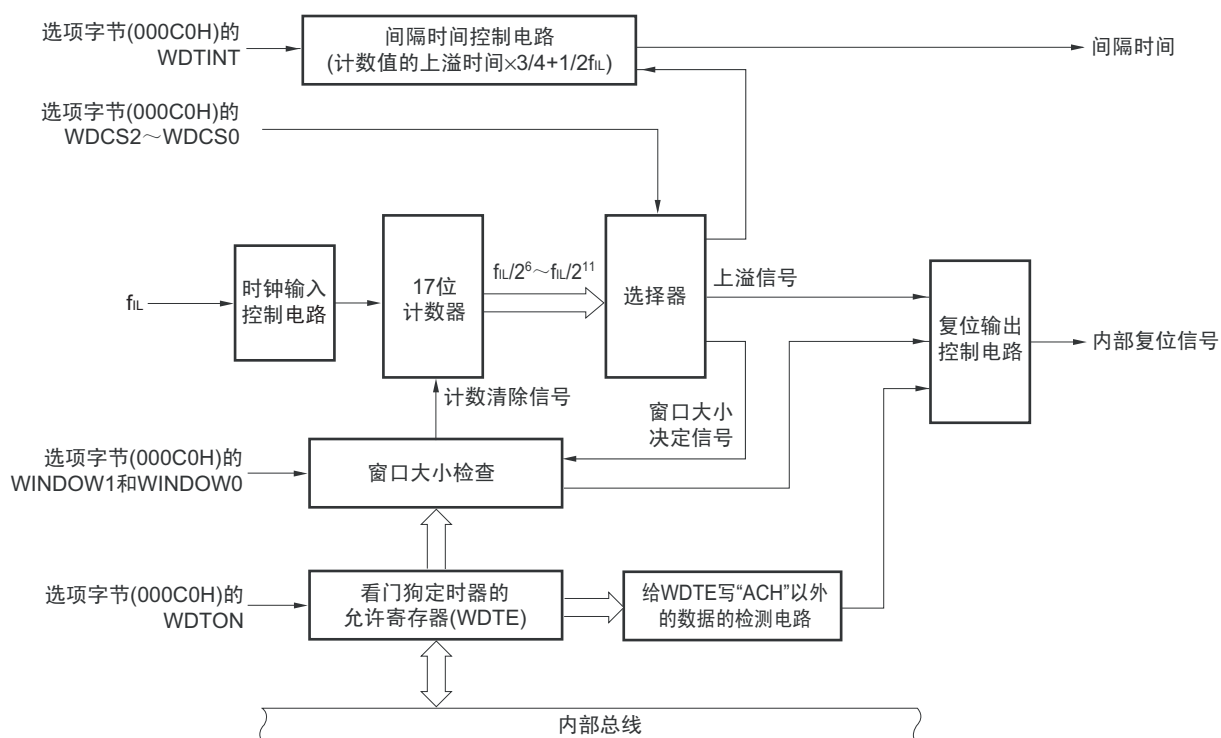 选项字节(000C0H)的
WDTINT
间隔时间控制电路
(计数值的上溢时间×3/4+1/2fIL)
间隔时间
选项字节(000C0H)的
WDCS2～WDCS0
fIL
时钟输入
控制电路
17位
计数器
fIL/2⁶～fIL/2¹¹
选择器
上溢信号
复位输出
控制电路
内部复位信号
计数清除信号
窗口大小
决定信号
选项字节(000C0H)的
WINDOW1和WINDOW0
窗口大小检查
选项字节(000C0H)的
WDTON
看门狗定时器的
允许寄存器(WDTE)
给WDTE写“ACH”以外
的数据的检测电路
内部总线